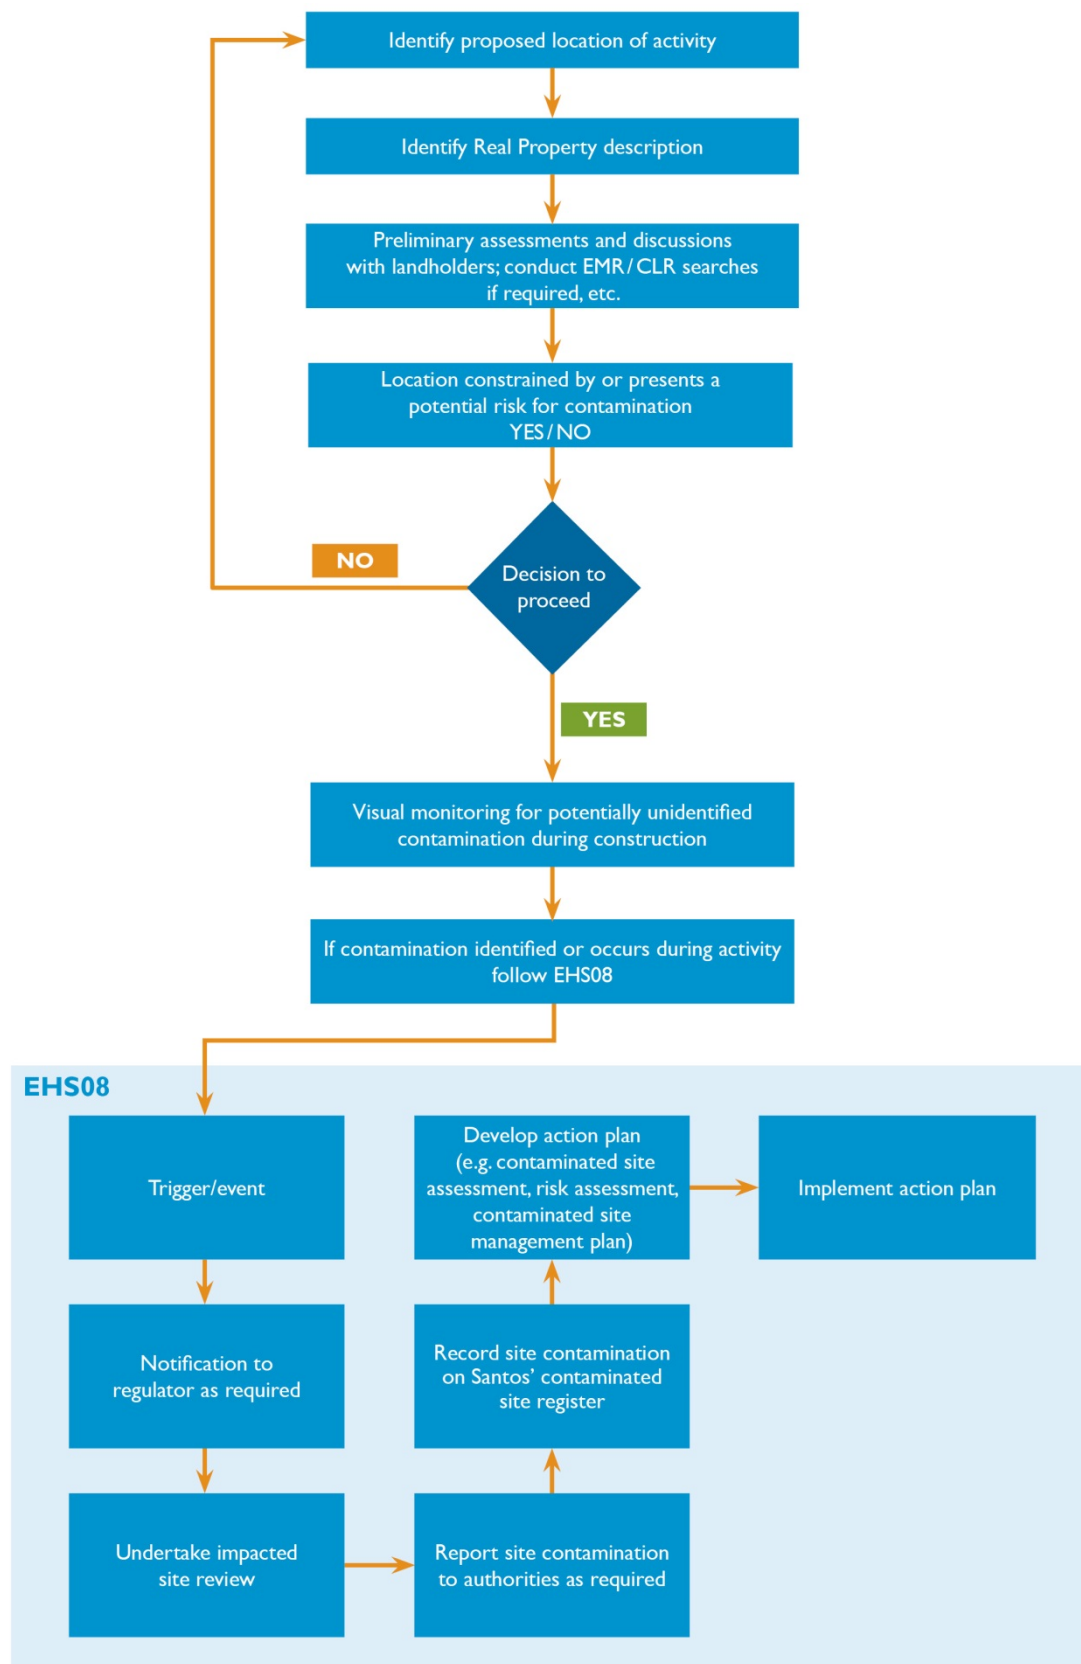 Identify proposed location of activity
Identify Real Property description
Preliminary assessments and discussions
with landholders; conduct EMR/CLR searches
if required, etc.
Location constrained by or presents a
potential risk for contamination
YES/NO
Decision to
proceed
NO
YES
Visual monitoring for potentially unidentified
contamination during construction
If contamination identified or occurs during activity
follow EHS08
EHS08
Trigger/event
Notification to
regulator as required
Undertake impacted
site review
Report site contamination
to authorities as required
Record site contamination
on Santos’ contaminated
site register
Develop action plan
(e.g. contaminated site
assessment, risk assessment,
contaminated site
management plan)
Implement action plan